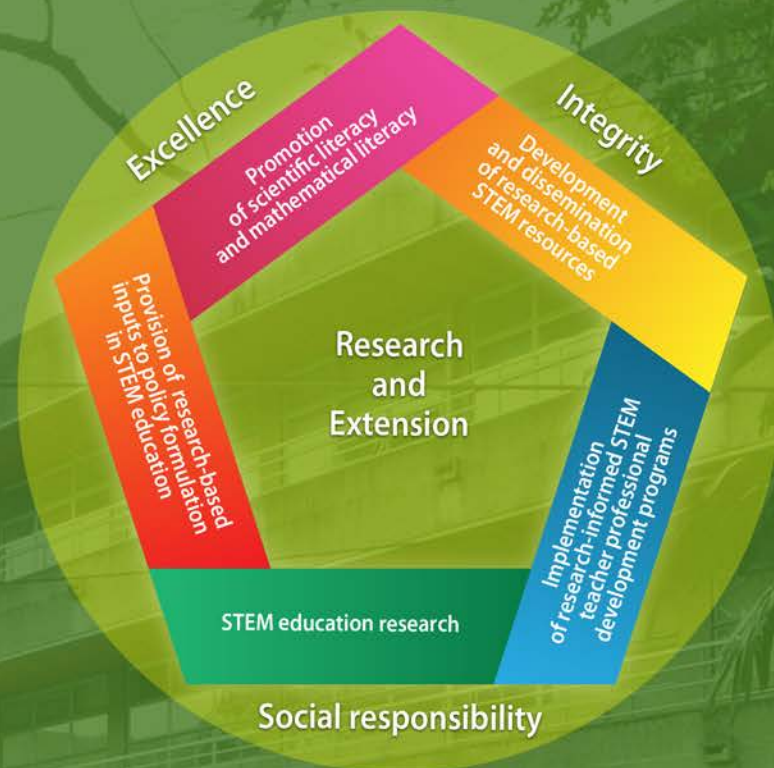 Excellence
Integrity
Promotion
of scientific literacy
and mathematical literacy
Development
and dissemination
of research-based
STEM resources
Provision of research-based
inputs to policy formulation
in STEM education
Research
and
Extension
Implementation
of research-informed STEM
teacher professional
development programs
STEM education research
Social responsibility